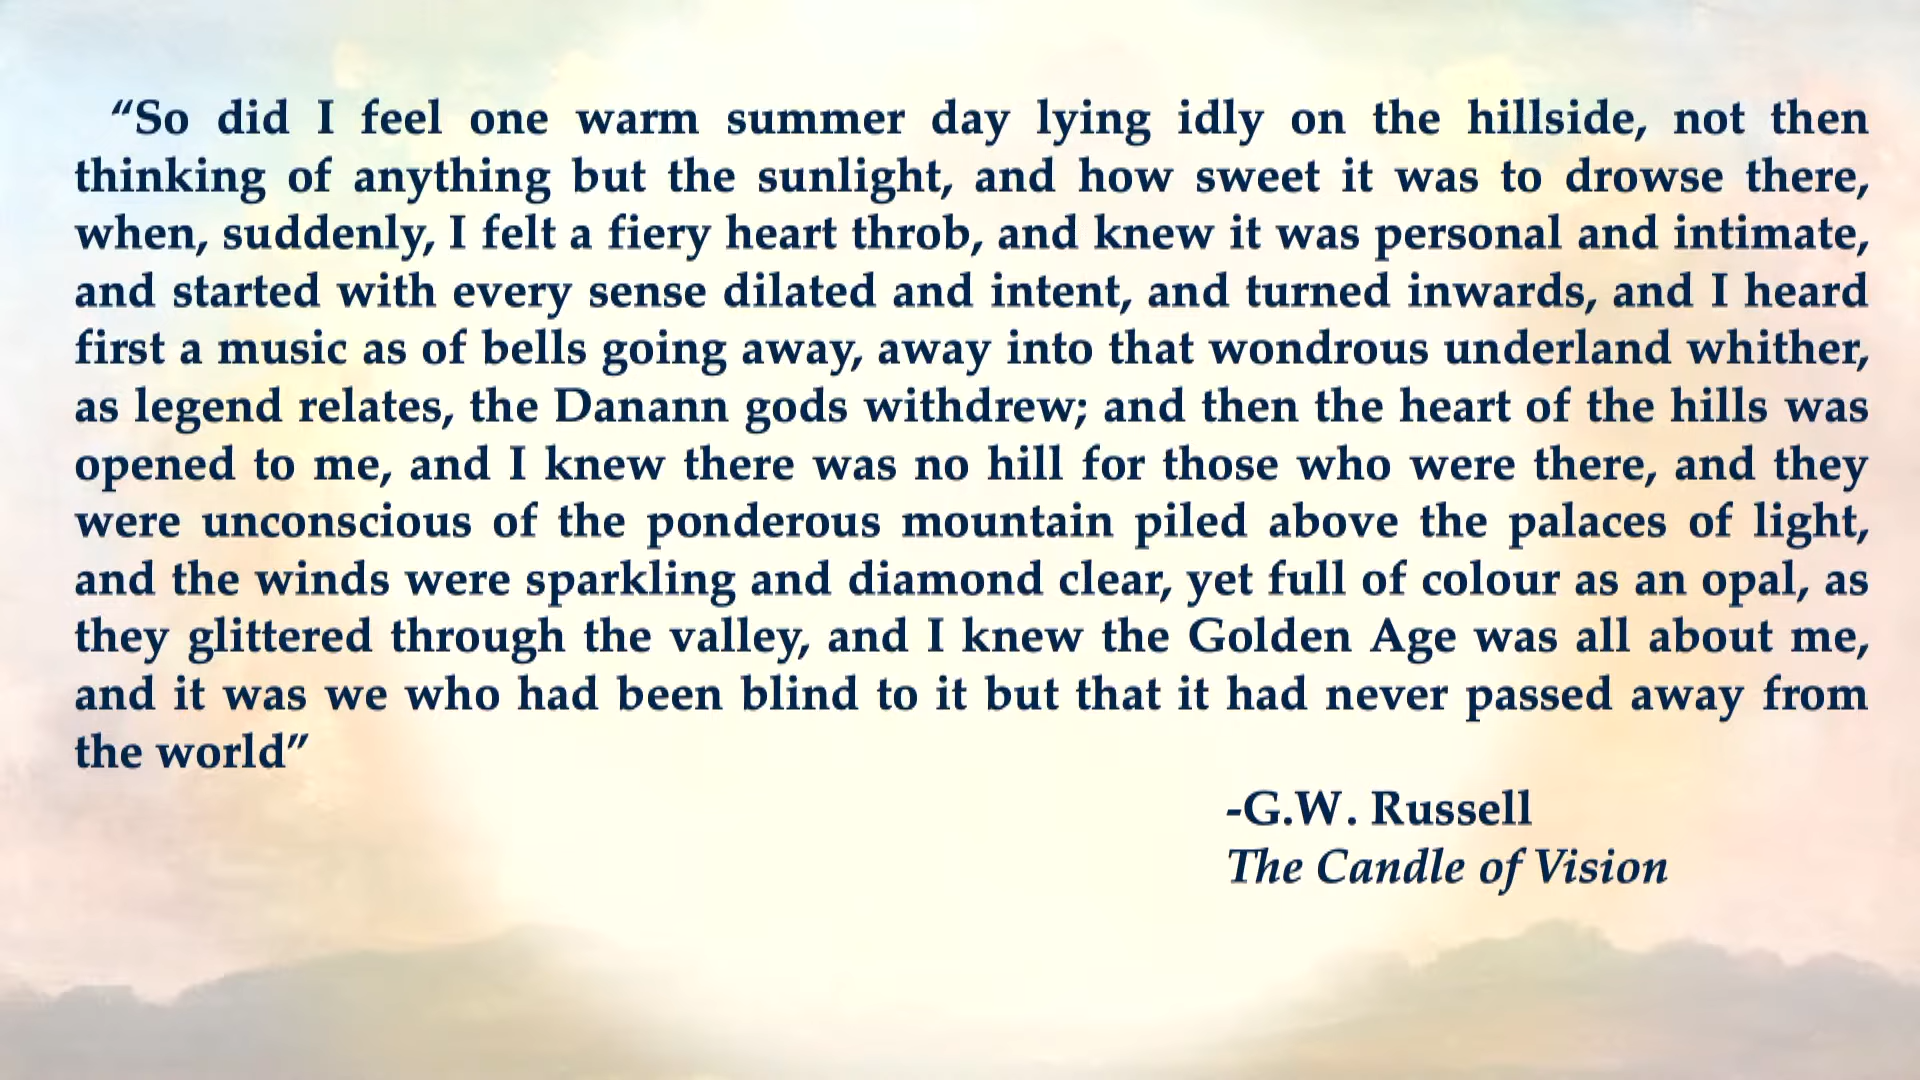 “So did I feel one warm summer day lying idly on the hillside, not then
thinking of anything but the sunlight, and how sweet it was to drowse there,
when, suddenly, I felt a fiery heart throb, and knew it was personal and intimate,
and started with every sense dilated and intent, and turned inwards, and I heard
first a music as of bells going away, away into that wondrous underland whither,
as legend relates, the Danann gods withdrew; and then the heart of the hills was
opened to me, and I knew there was no hill for those who were there, and they
were unconscious of the ponderous mountain piled above the palaces of light,
and the winds were sparkling and diamond clear, yet full of colour as an opal, as
they glittered through the valley, and I knew the Golden Age was all about me,
and it was we who had been blind to it but that it had never passed away from
the world”
-G.W. Russell
The Candle of Vision